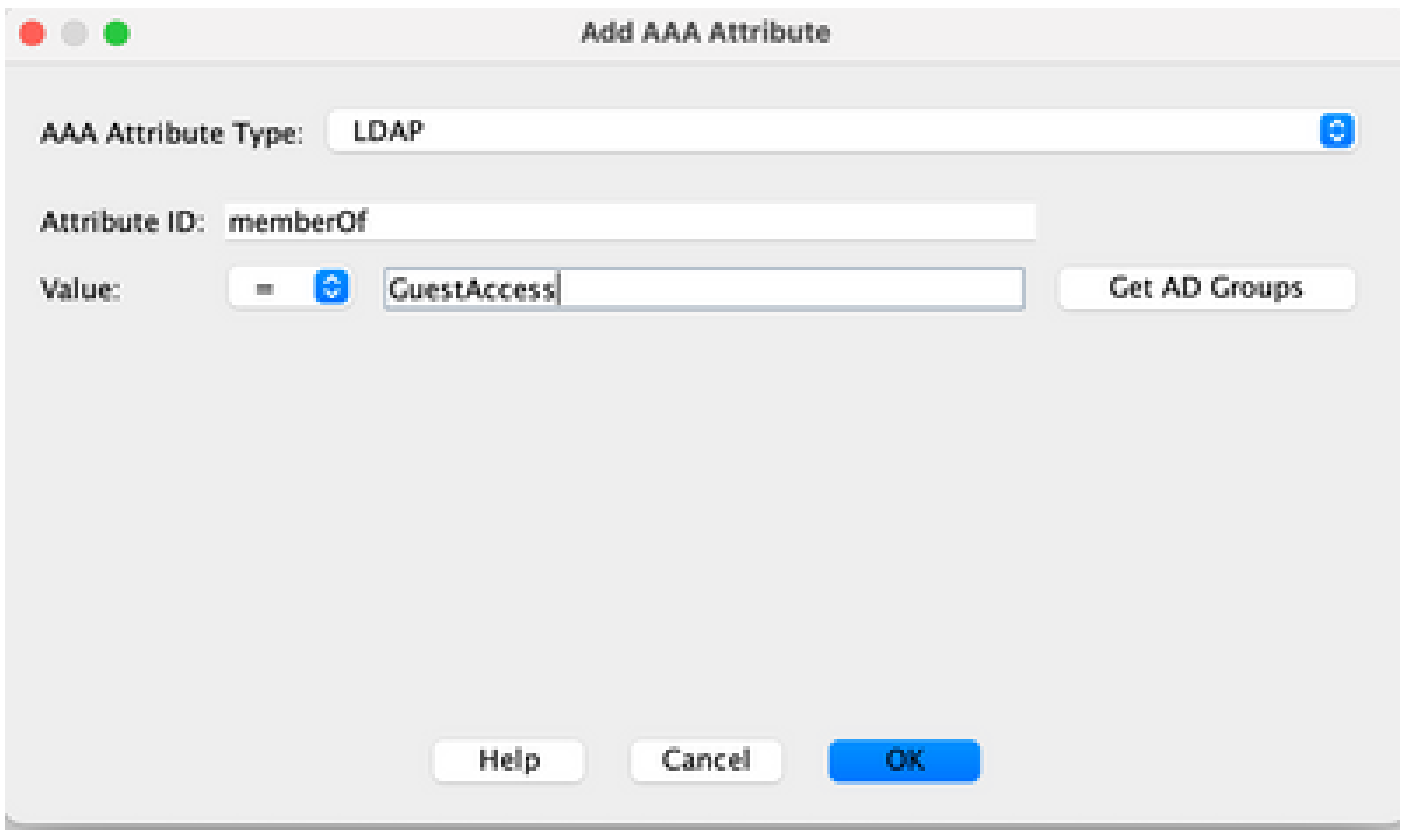 Add AAA Attribute
AAA Attribute Type: LDAP
Attribute ID: memberOf
Value: = GuestAccess Get AD Groups
Help Cancel OK